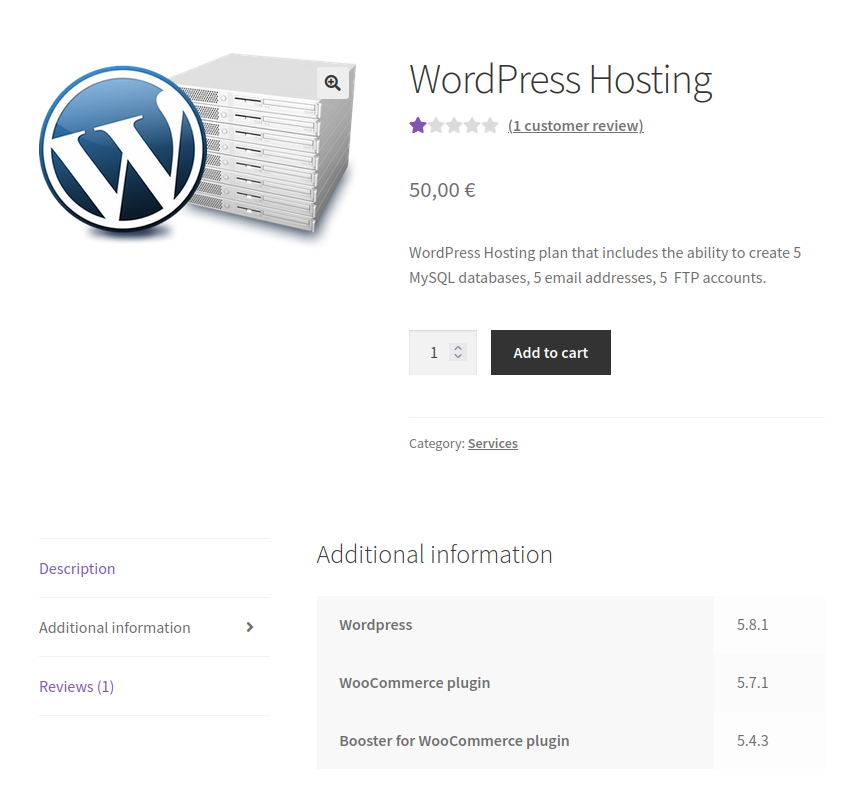 WordPress Hosting
(1 customer review)
50,00 €
WordPress Hosting plan that includes the ability to create 5
MySQL databases, 5 email addresses, 5  FTP accounts.
1
Add to cart
Category: Services
Description
Additional information
Reviews (1)
Additional information
Wordpress 5.8.1
WooCommerce plugin 5.7.1
Booster for WooCommerce plugin 5.4.3